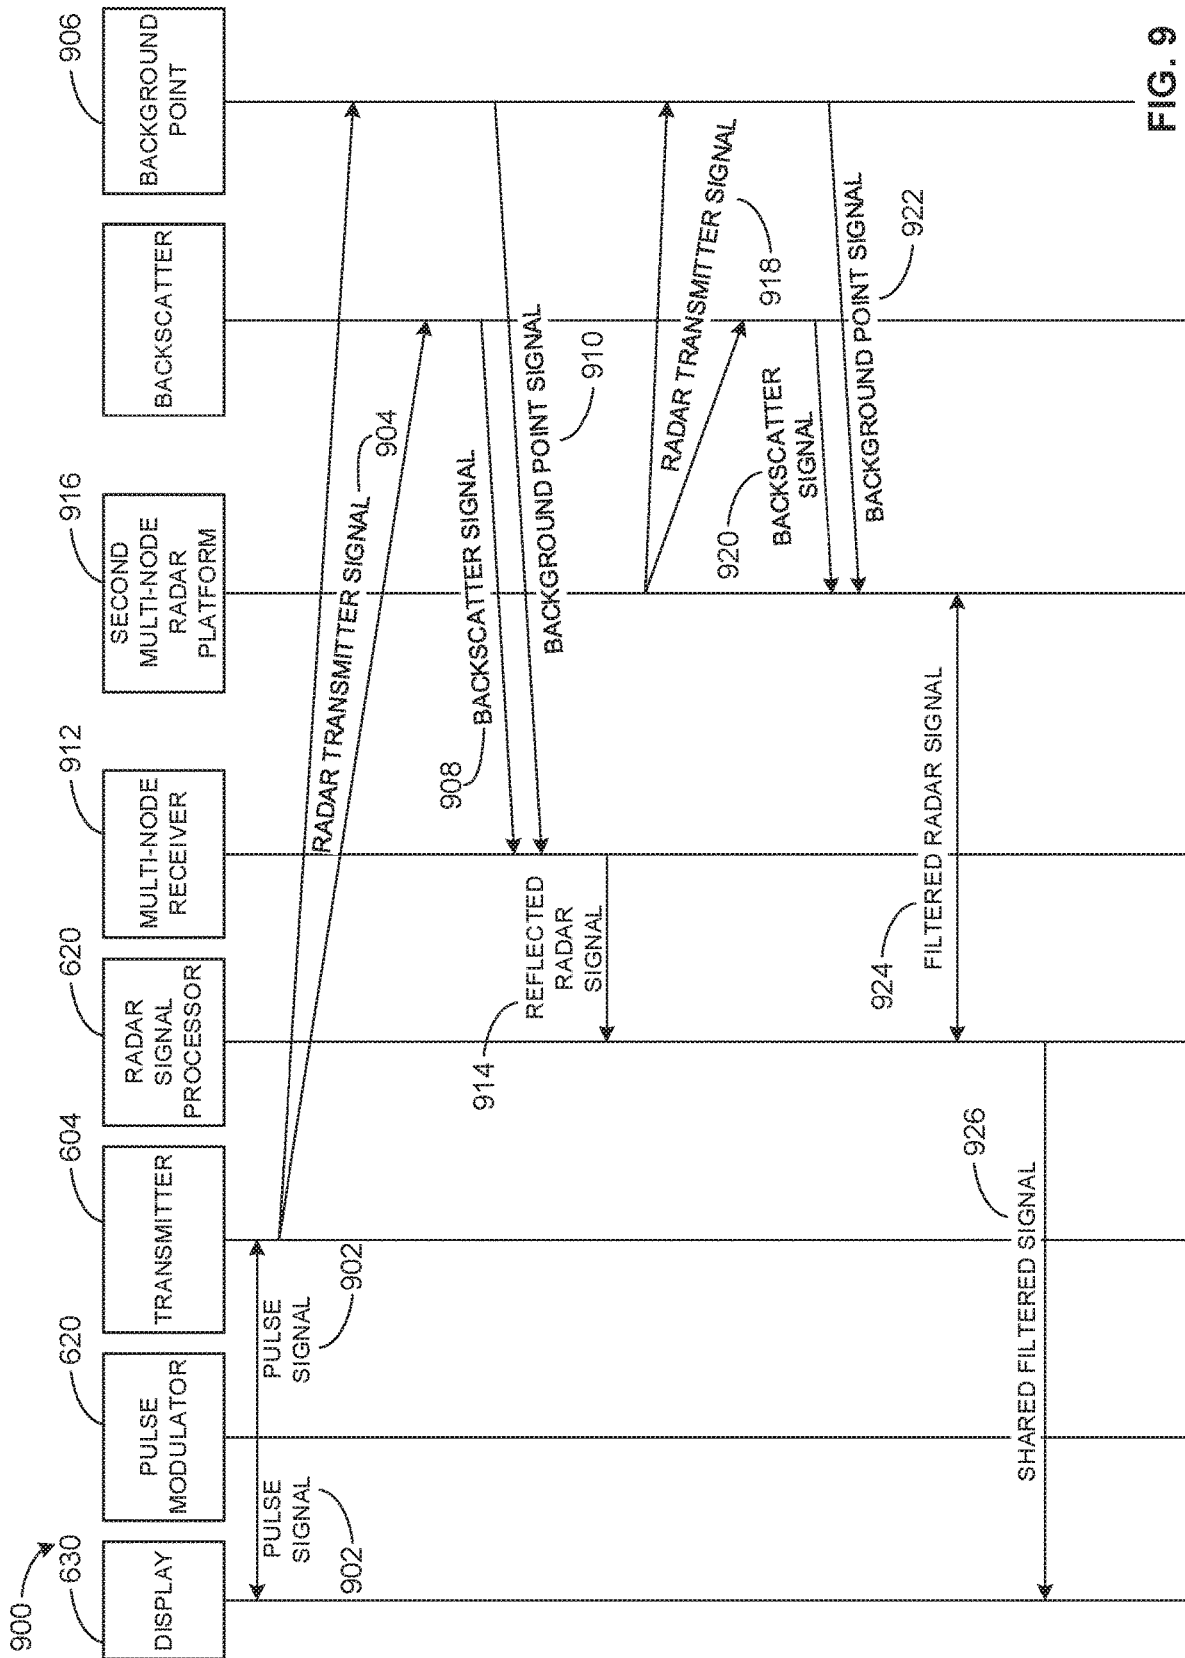 900
630
620
604
620
912
916
906
DISPLAY
PULSE
MODULATOR
TRANSMITTER
RADAR
SIGNAL
PROCESSOR
MULTI-NODE
RECEIVER
SECOND
MULTI-NODE
RADAR
PLATFORM
BACKSCATTER
BACKGROUND
POINT
PULSE
SIGNAL
902
PULSE
SIGNAL
902
RADAR TRANSMITTER SIGNAL
904
908
BACKSCATTER SIGNAL
BACKGROUND POINT SIGNAL
910
914
REFLECTED
RADAR
SIGNAL
RADAR TRANSMITTER SIGNAL
918
920
BACKSCATTER
SIGNAL
BACKGROUND POINT SIGNAL
922
924
FILTERED RADAR SIGNAL
926
SHARED FILTERED SIGNAL
FIG. 9